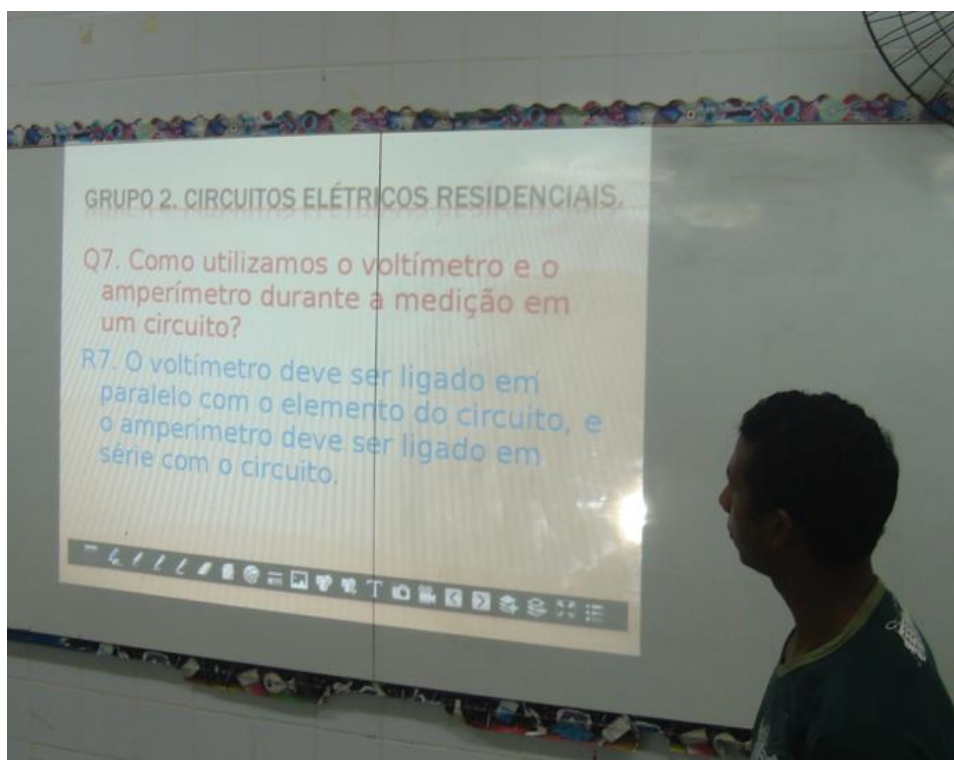 GRUPO 2. CIRCUITOS ELÉTRICOS RESIDENCIAIS.
Q7. Como utilizamos o voltímetro e o
amperímetro durante a medição em
um circuito?
R7. O voltímetro deve ser ligado em
paralelo com o elemento do circuito, e
o amperímetro deve ser ligado em
série com o circuito.